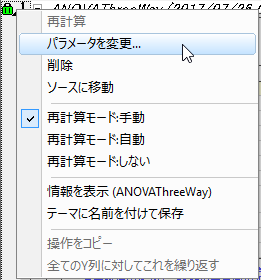 ANOVAThreeWay (2017/07/26
再計算
パラメータを変更...
削除
ソースに移動
再計算モード:手動
再計算モード:自動
再計算モード:しない
情報を表示 (ANOVAThreeWay)
テーマに名前を付けて保存
操作をコピー
全てのY列に対してこれを繰り返す